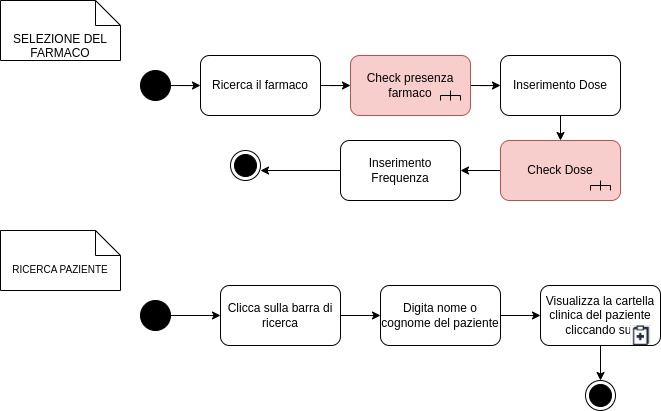 SELEZIONE DEL
FARMACO
Ricerca il farmaco
Check presenza
farmaco
Inserimento Dose
Inserimento
Frequenza
Check Dose
RICERCA PAZIENTE
Clicca sulla barra di
ricerca
Digita nome o
cognome del paziente
Visualizza la cartella
clinica del paziente
cliccando su